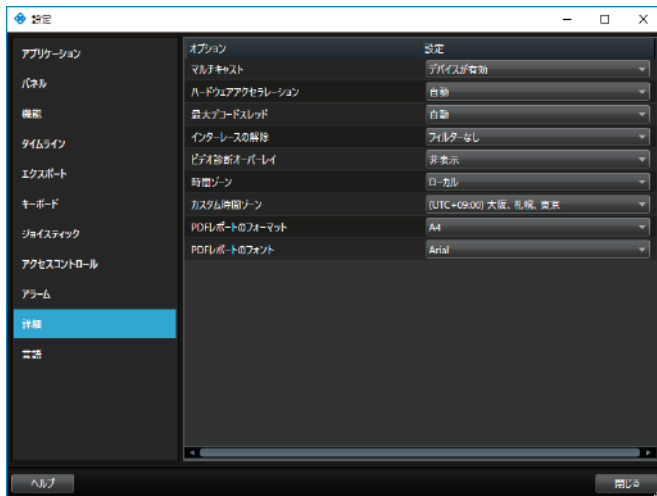 設定
アプリケーション
パネル
機能
タイムライン
エクスポート
キーボード
ジョイスティック
アクセスコントロール
アラーム
詳細
言語
オプション 設定
マルチキャスト デバイスが有効
ハードウェアアクセラレーション 自動
最大デコードスレッド 自動
インターレースの解除 フィルターなし
ビデオ診断オーバーレイ 非表示
時間ゾーン ローカル
カスタム時間ゾーン (UTC+09:00) 大阪、札幌、東京
PDFレポートのフォーマット A4
PDFレポートのフォント Arial
ヘルプ 閉じる